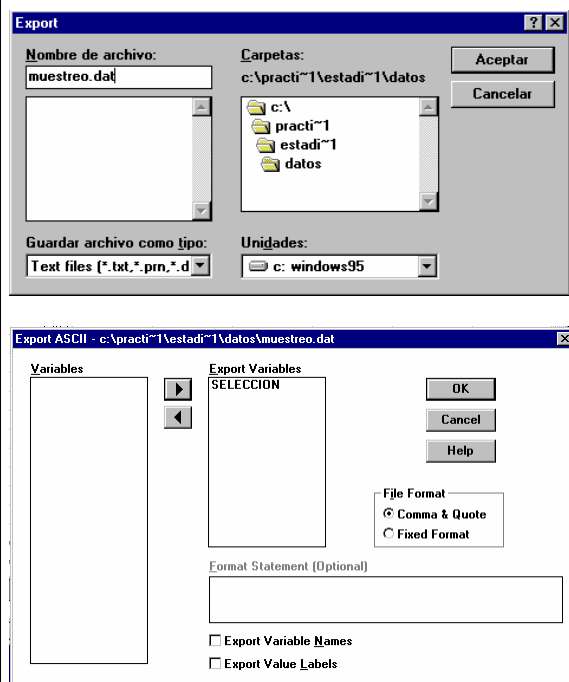 Export
Nombre de archivo:
muestreo.dat
Carpetas:
c:\practi~1\estadi~1\datos
c:\
practi~1
estadi~1
datos
Aceptar
Cancelar
Guardar archivo como tipo:
Text files (*.txt,*.prn,*.d
Unidades:
c: windows95
Export ASCII - c:\practi~1\estadi~1\datos\muestreo.dat
Variables
Export Variables
SELECCION
OK
Cancel
Help
File Format
Comma & Quote
Fixed Format
Format Statement (Optional)
Export Variable Names
Export Value Labels